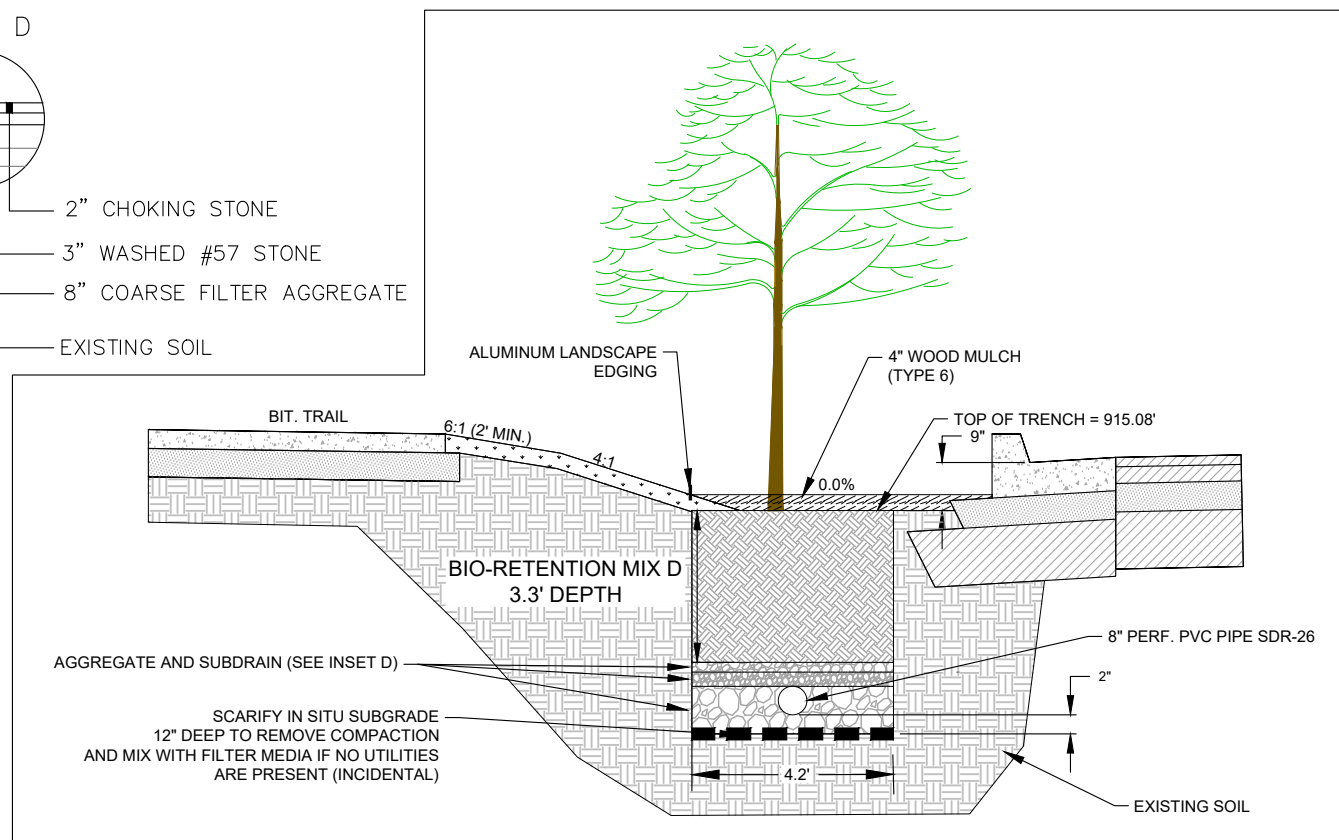 D
2” CHOKING STONE
3” WASHED #57 STONE
8” COARSE FILTER AGGREGATE
EXISTING SOIL
ALUMINUM LANDSCAPE
EDGING
4" WOOD MULCH
(TYPE 6)
BIT. TRAIL
6:1 (2' MIN.)
4:1
TOP OF TRENCH = 915.08'
9"
0.0%
BIO-RETENTION MIX D
3.3' DEPTH
8" PERF. PVC PIPE SDR-26
AGGREGATE AND SUBDRAIN (SEE INSET D)
2"
SCARIFY IN SITU SUBGRADE
12" DEEP TO REMOVE COMPACTION
AND MIX WITH FILTER MEDIA IF NO UTILITIES
ARE PRESENT (INCIDENTAL)
4.2'
EXISTING SOIL